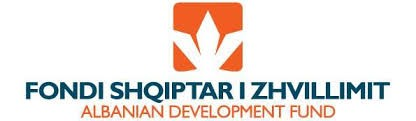 FONDI SHQIPTAR I ZHVILLIMIT
ALBANIAN DEVELOPMENT FUND